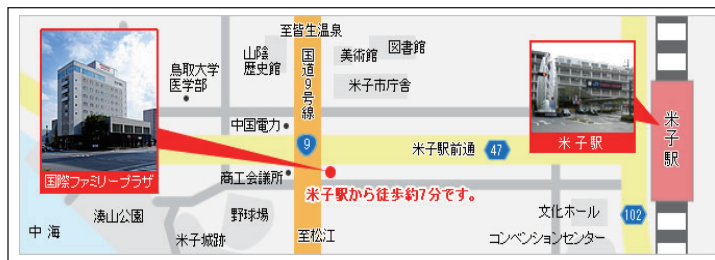 至皆生温泉
国道9号線
山陰
歴史館
美術館
図書館
鳥取大学
医学部
米子市庁舎
中国電力
9
米子駅前通
47
米子駅
米子駅
国際ファミリープラザ
商工会議所
米子駅から徒歩約7分です。
湊山公園
野球場
文化ホール
102
中海
米子城跡
至松江
コンベンションセンター